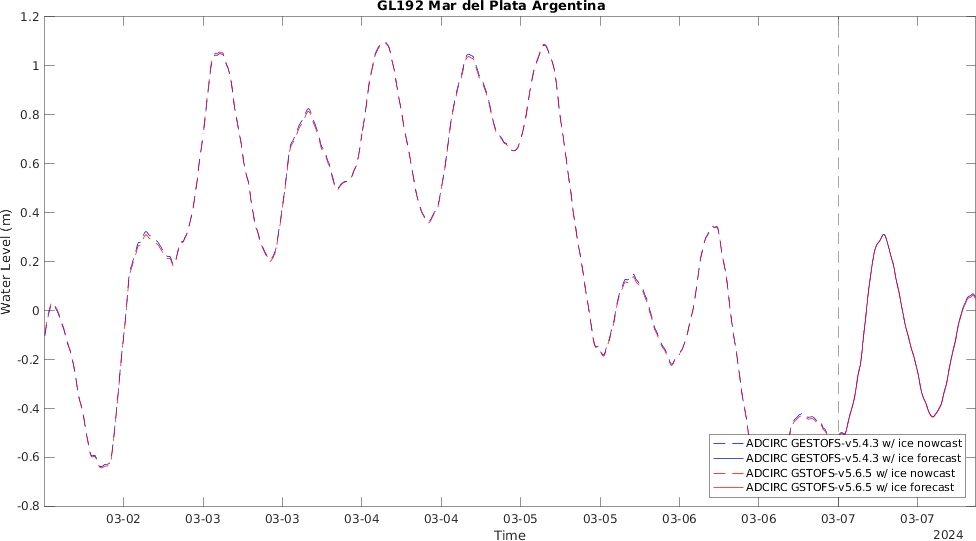 GL192 Mar del Plata Argentina
1.2
1
0.8
0.6
0.4
0.2
0
-0.2
-0.4
-0.6
-0.8
Water Level (m)
ADCIRC GESTOFS-v5.4.3 w/ ice nowcast
ADCIRC GESTOFS-v5.4.3 w/ ice forecast
ADCIRC GSTOFS-v5.6.5 w/ ice nowcast
ADCIRC GSTOFS-v5.6.5 w/ ice forecast
03-02 03-03 03-03 03-04 03-04 03-05 03-05 03-06 03-06 03-07 03-07
Time
2024